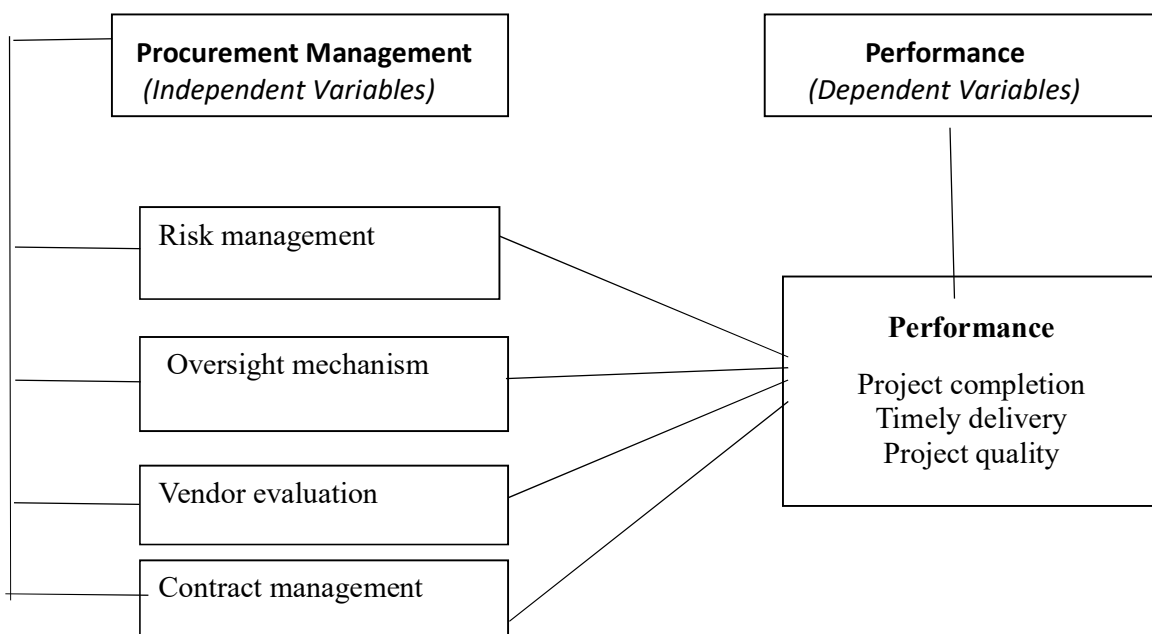 Procurement Management
(Independent Variables)
Performance
(Dependent Variables)
Risk management
Oversight mechanism
Vendor evaluation
Contract management
Performance
Project completion
Timely delivery
Project quality